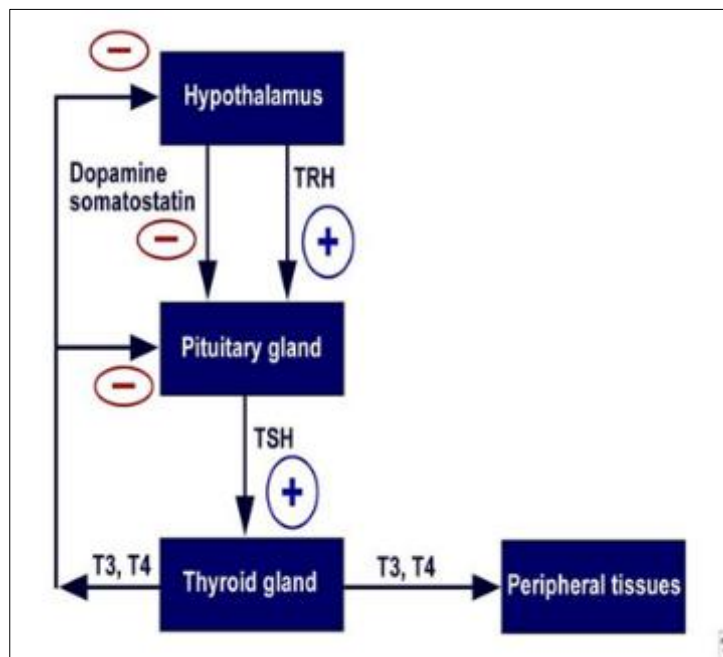 −
Hypothalamus
Dopamine
somatostatin
TRH
−
+
Pituitary gland
−
TSH
+
T3, T4
Thyroid gland
T3, T4
Peripheral tissues